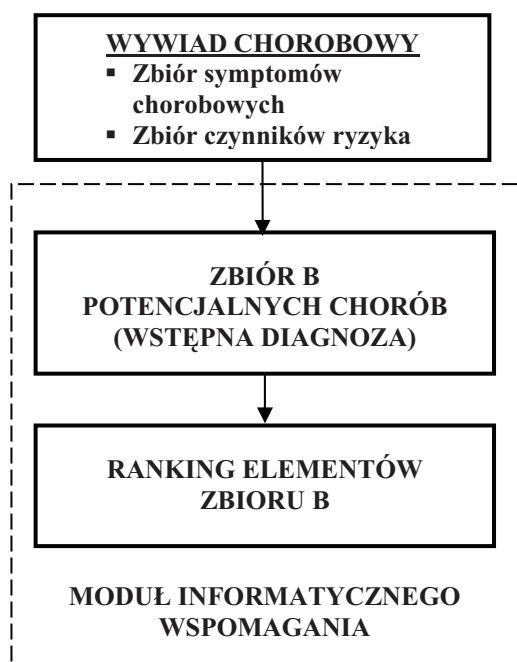 WYWIAD CHOROBOWY
▪ Zbiór symptomów
chorobowych
▪ Zbiór czynników ryzyka
ZBIÓR B
POTENCJALNYCH CHORÓB
(WSTĘPNA DIAGNOZA)
RANKING ELEMENTÓW
ZBIORU B
MODUŁ INFORMATYCZNEGO
WSPOMAGANIA